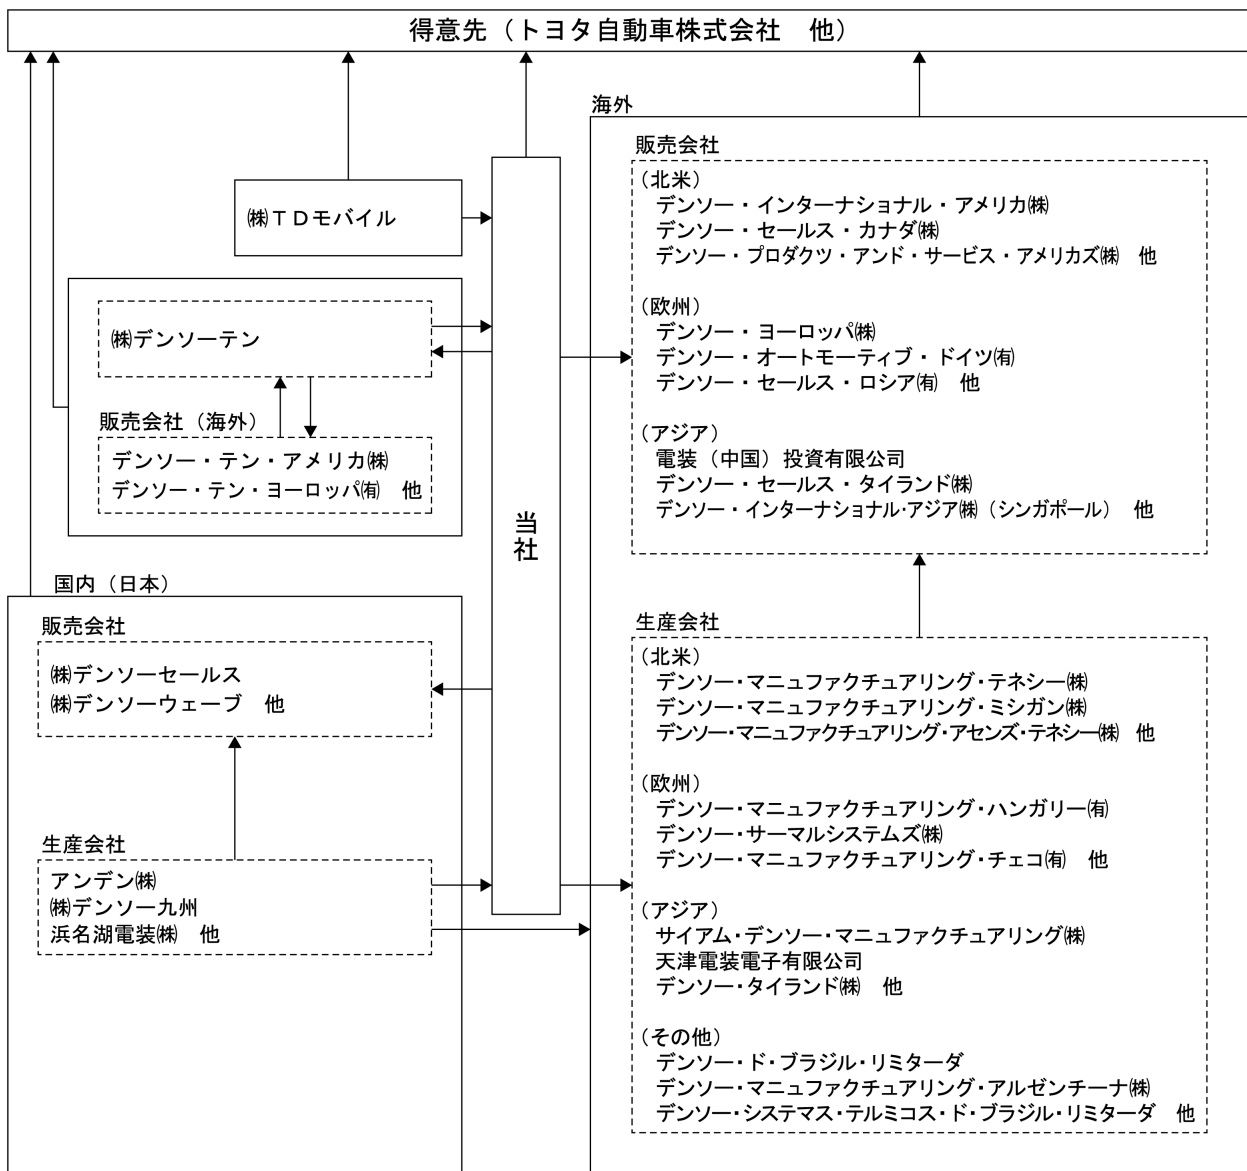 得意先（トヨタ自動車株式会社　他）
㈱ＴＤモバイル
㈱デンソーテン
販売会社（海外）
デンソー・テン・アメリカ㈱
デンソー・テン・ヨーロッパ㈲　他
国内（日本）
販売会社
㈱デンソーセールス
㈱デンソーウェーブ　他
生産会社
アンデン㈱
㈱デンソー九州
浜名湖電装㈱　他
当社
海外
販売会社
（北米）
デンソー・インターナショナル・アメリカ㈱
デンソー・セールス・カナダ㈱
デンソー・プロダクツ・アンド・サービス・アメリカズ㈱　他
（欧州）
デンソー・ヨーロッパ㈱
デンソー・オートモーティブ・ドイツ㈲
デンソー・セールス・ロシア㈲　他
（アジア）
電装（中国）投資有限公司
デンソー・セールス・タイランド㈱
デンソー・インターナショナル・アジア㈱（シンガポール）　他
生産会社
（北米）
デンソー・マニュファクチュアリング・テネシー㈱
デンソー・マニュファクチュアリング・ミシガン㈱
デンソー・マニュファクチュアリング・アセンズ・テネシー㈱　他
（欧州）
デンソー・マニュファクチュアリング・ハンガリー㈲
デンソー・サーマルシステムズ㈱
デンソー・マニュファクチュアリング・チェコ㈲　他
（アジア）
サイアム・デンソー・マニュファクチュアリング㈱
天津電装電子有限公司
デンソー・タイランド㈱　他
（その他）
デンソー・ド・ブラジル・リミターダ
デンソー・マニュファクチュアリング・アルゼンチーナ㈱
デンソー・システマス・テルミコス・ド・ブラジル・リミターダ　他